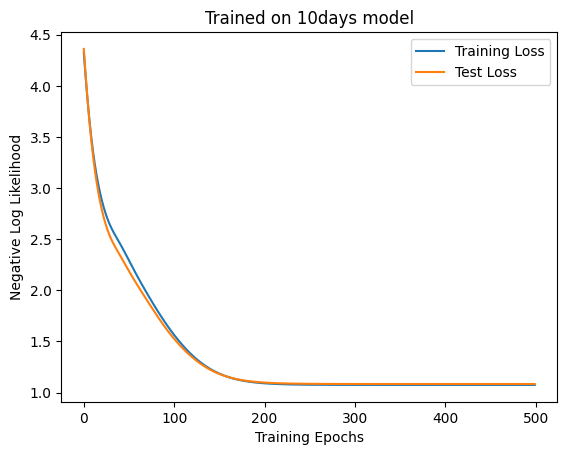 Trained on 10days model
Training Loss
Test Loss
Negative Log Likelihood
4.5
4.0
3.5
3.0
2.5
2.0
1.5
1.0
0 100 200 300 400 500
Training Epochs